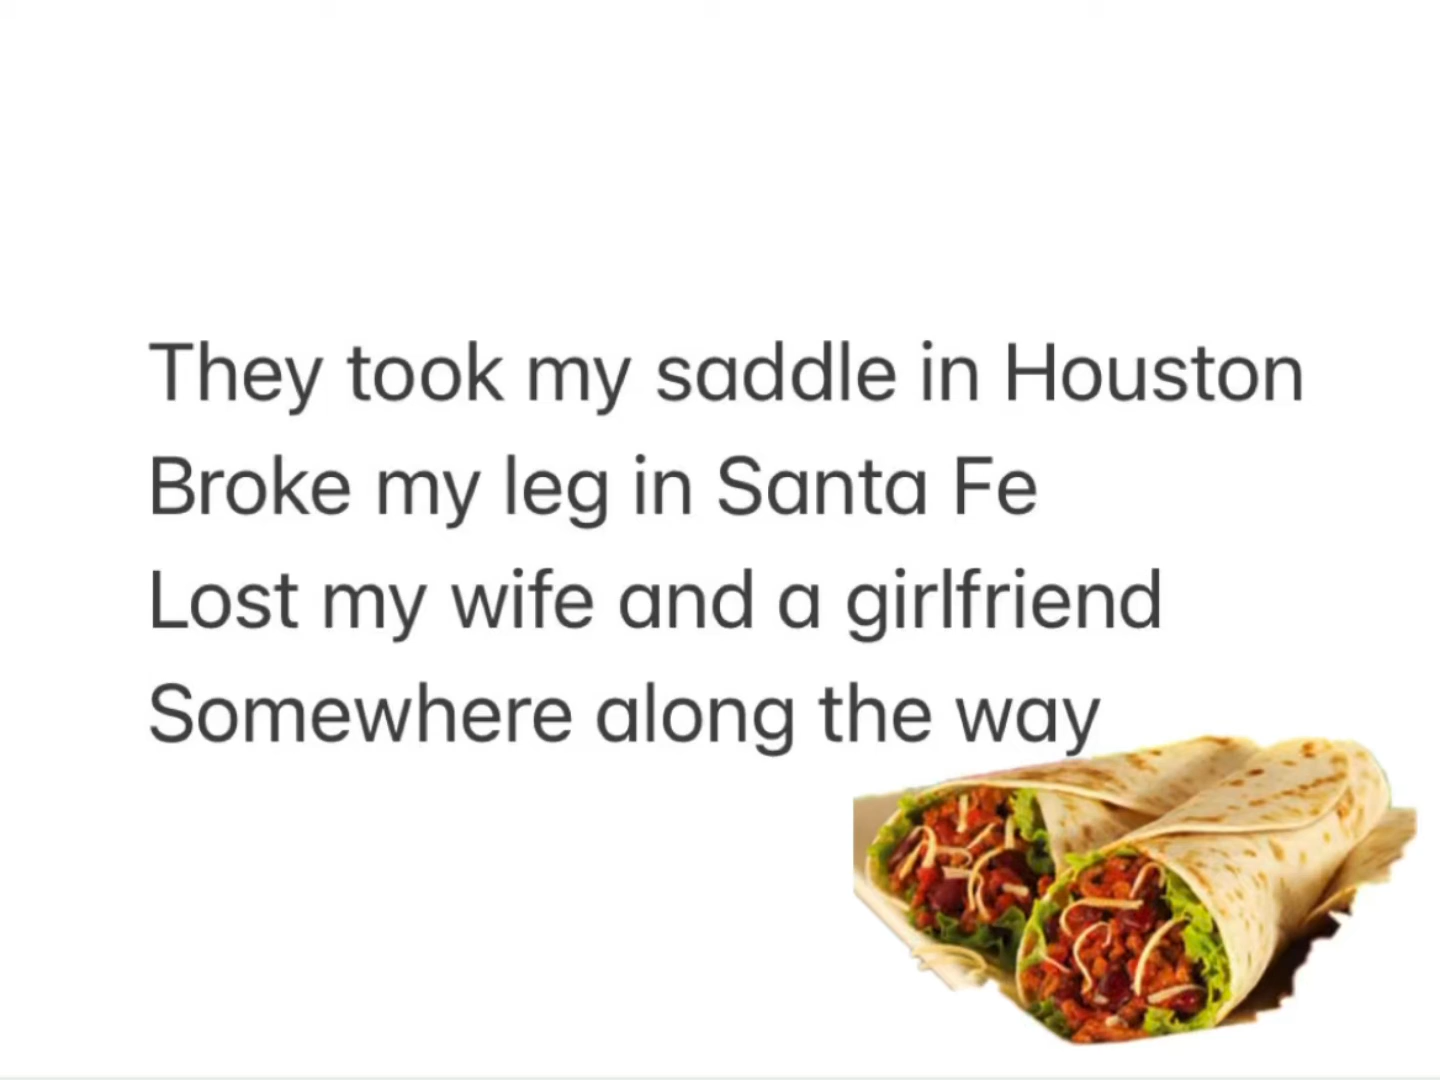 They took my saddle in Houston
Broke my leg in Santa Fe
Lost my wife and a girlfriend
Somewhere along the way